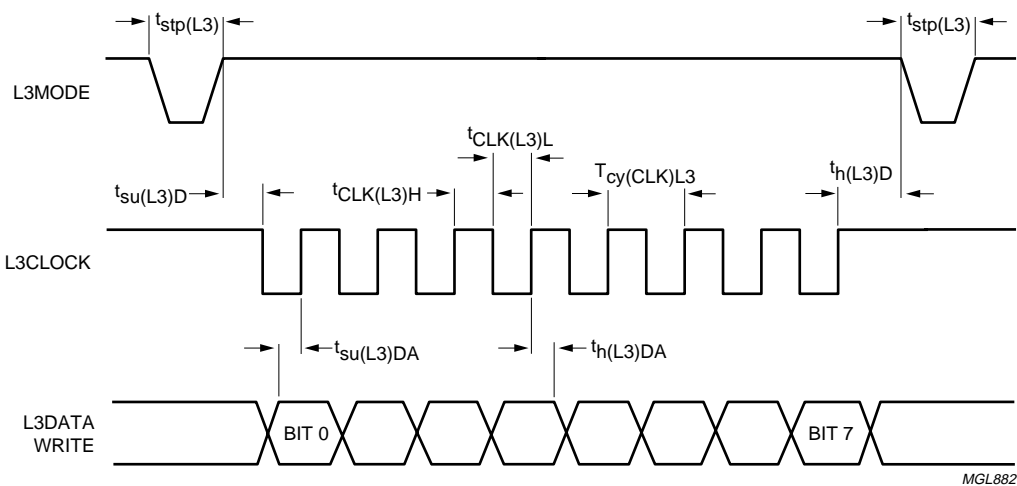 tstp(L3) tstp(L3)
L3MODE
tCLK(L3)L
tsu(L3)D tCLK(L3)H Tcy(CLK)L3 th(L3)D
L3CLOCK
tsu(L3)DA th(L3)DA
L3DATA
WRITE
BIT 0 BIT 7
MGL882